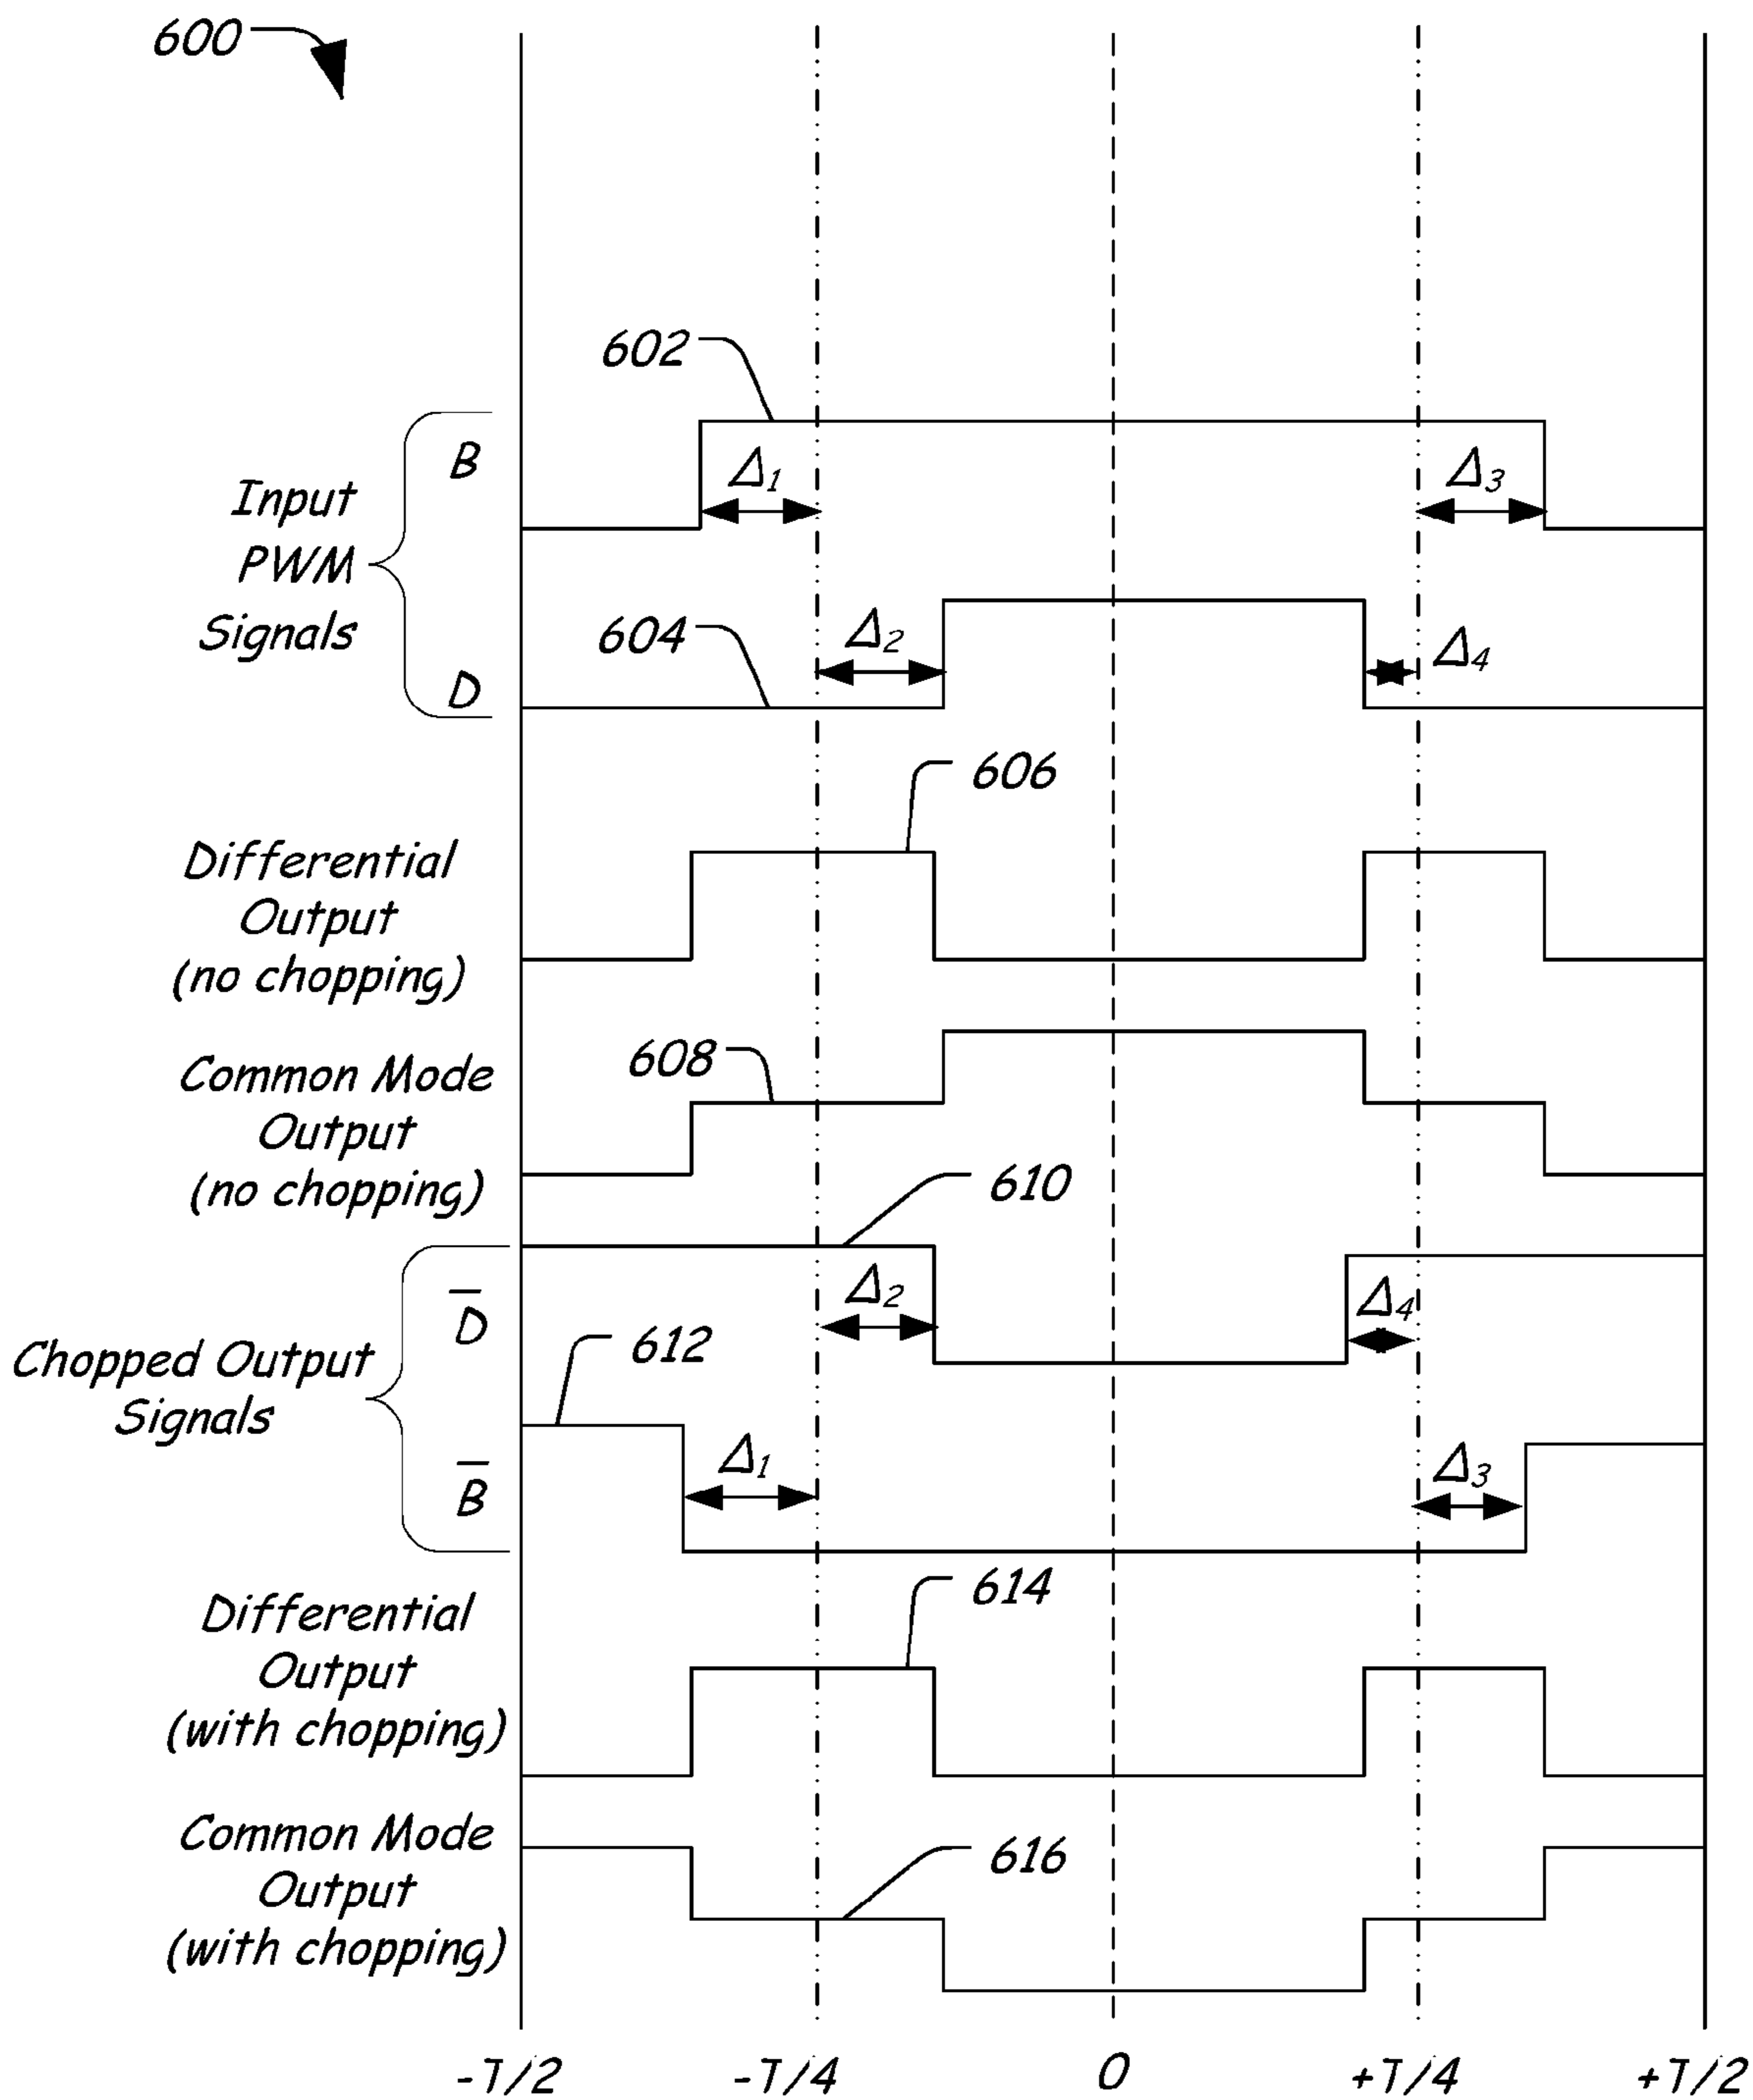 600
602
B
Δ1
Δ3
Input
PWM
Signals
604
Δ2
Δ4
D
606
Differential
Output
(no chopping)
608
Common Mode
Output
(no chopping)
610
D̅
Δ2
Δ4
612
Chopped Output
Signals
B̅
Δ1
Δ3
614
Differential
Output
(with chopping)
616
Common Mode
Output
(with chopping)
-T/2 -T/4 0 +T/4 +T/2